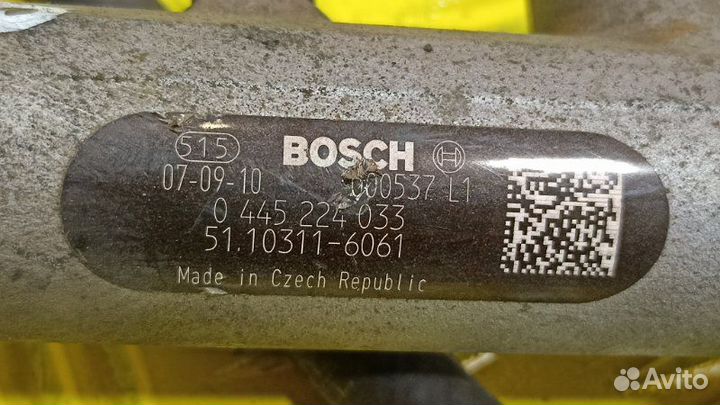 515 BOSCH
07-09-10 000537 L1
0 445 224 033
51.10311-6061
Made in Czech Republic
Avito